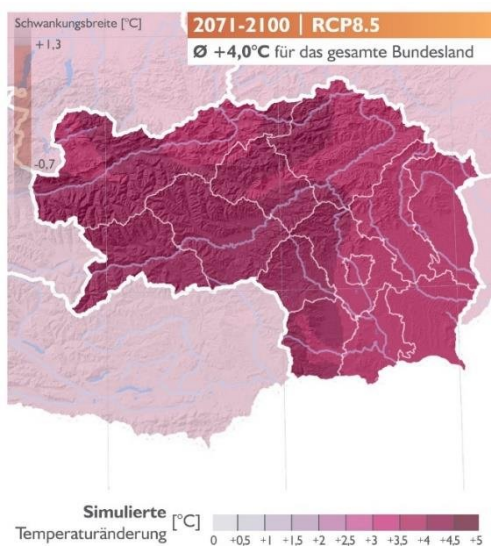 Schwankungsbreite [°C]
+1,3
-0,7
2071-2100 | RCP8.5
Ø +4,0°C für das gesamte Bundesland
Simulierte
Temperaturänderung
[°C]
0 +0,5 +1 +1,5 +2 +2,5 +3 +3,5 +4 +4,5 +5